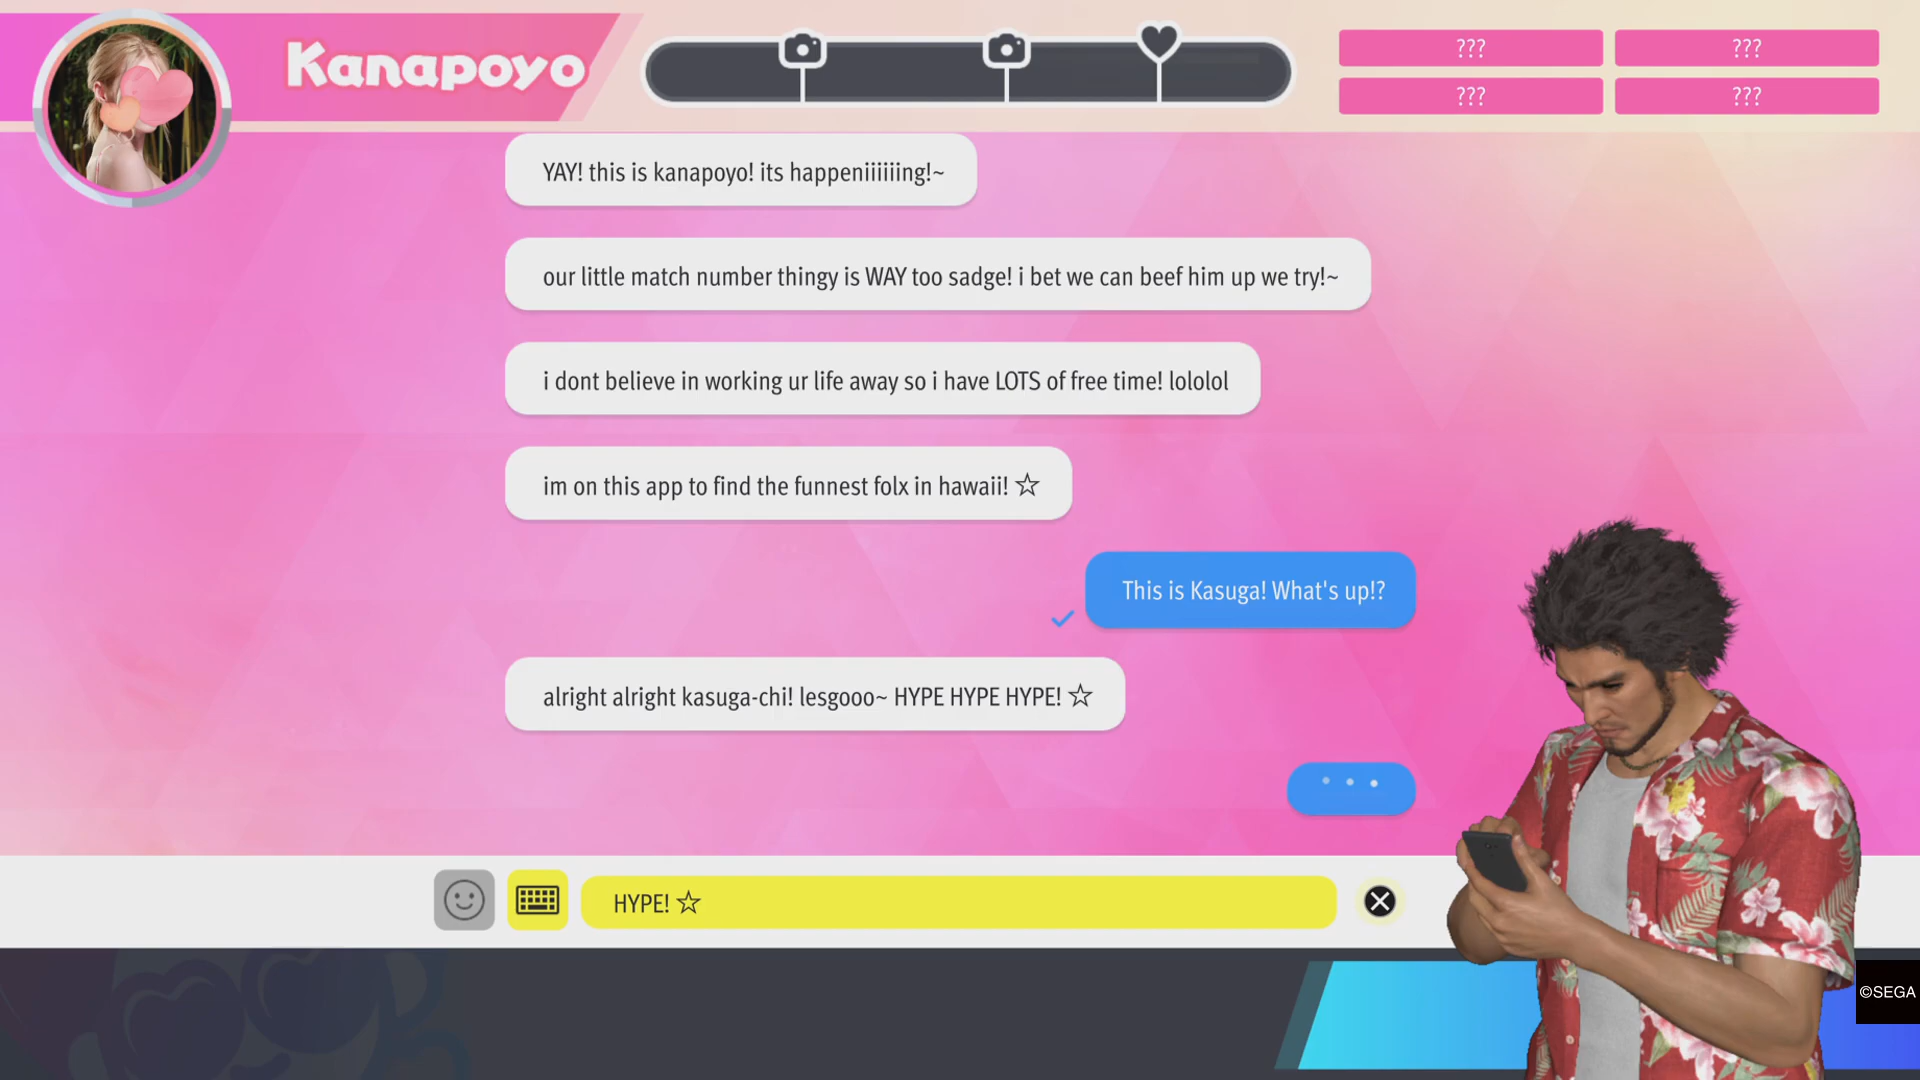 Kanapoyo
???
???
???
???
YAY! this is kanapoyo! its happeniiiiiing!~
our little match number thingy is WAY too sadge! i bet we can beef him up we try!~
i dont believe in working ur life away so i have LOTS of free time! lololol
im on this app to find the funnest folx in hawaii! ☆
This is Kasuga! What's up!?
alright alright kasuga-chi! lesgooo~ HYPE HYPE HYPE! ☆
HYPE! ☆
©SEGA